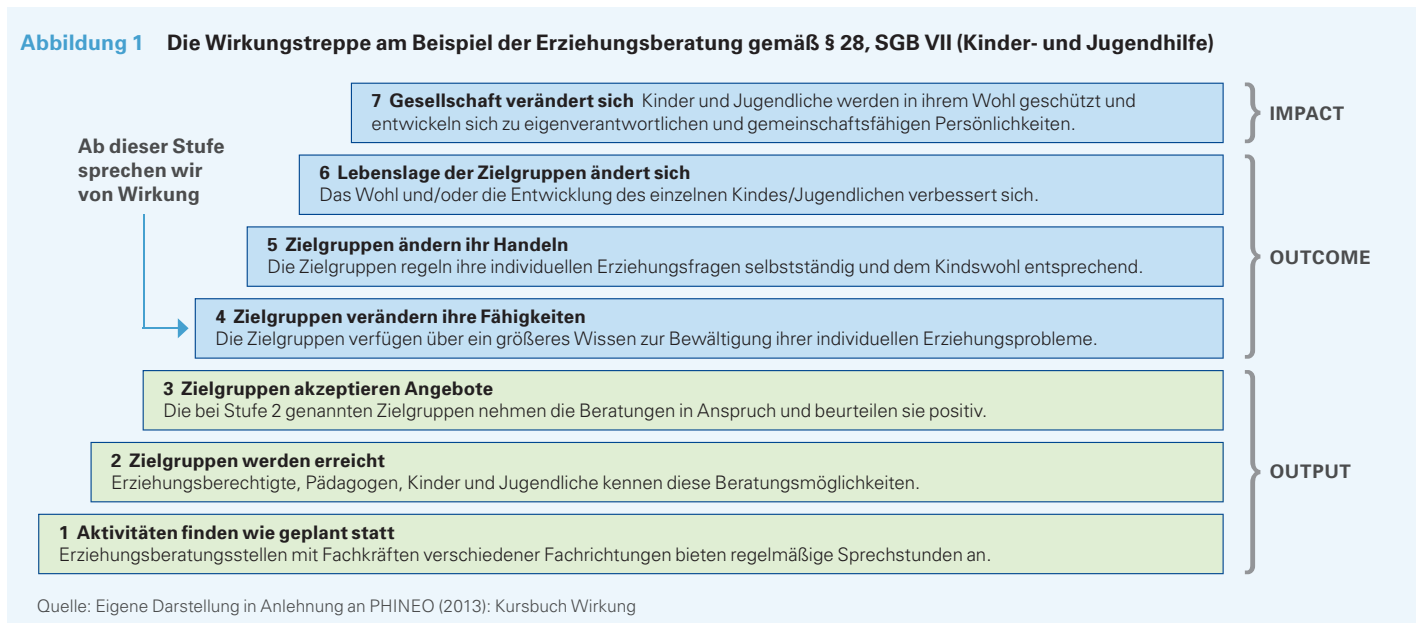 Abbildung 1 Die Wirkungstreppe am Beispiel der Erziehungsberatung gemäß § 28, SGB VII (Kinder- und Jugendhilfe)
7 Gesellschaft verändert sich Kinder und Jugendliche werden in ihrem Wohl geschützt und
entwickeln sich zu eigenverantwortlichen und gemeinschaftsfähigen Persönlichkeiten.
IMPACT
Ab dieser Stufe
sprechen wir
von Wirkung
6 Lebenslage der Zielgruppen ändert sich
Das Wohl und/oder die Entwicklung des einzelnen Kindes/Jugendlichen verbessert sich.
5 Zielgruppen ändern ihr Handeln
Die Zielgruppen regeln ihre individuellen Erziehungsfragen selbstständig und dem Kindswohl entsprechend.
OUTCOME
4 Zielgruppen verändern ihre Fähigkeiten
Die Zielgruppen verfügen über ein größeres Wissen zur Bewältigung ihrer individuellen Erziehungsprobleme.
3 Zielgruppen akzeptieren Angebote
Die bei Stufe 2 genannten Zielgruppen nehmen die Beratungen in Anspruch und beurteilen sie positiv.
2 Zielgruppen werden erreicht
Erziehungsberechtigte, Pädagogen, Kinder und Jugendliche kennen diese Beratungsmöglichkeiten.
OUTPUT
1 Aktivitäten finden wie geplant statt
Erziehungsberatungsstellen mit Fachkräften verschiedener Fachrichtungen bieten regelmäßige Sprechstunden an.
Quelle: Eigene Darstellung in Anlehnung an PHINEO (2013): Kursbuch Wirkung